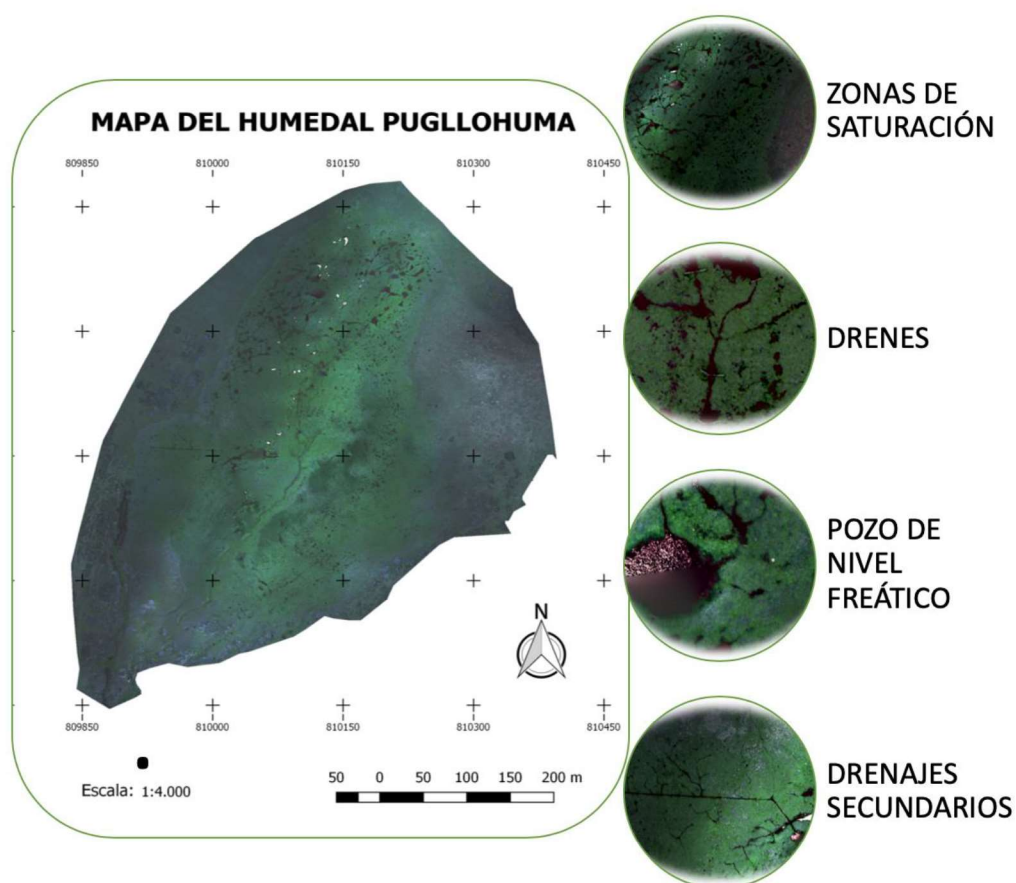 MAPA DEL HUMEDAL PUGLLOHUMA
809850 810000 810150 810300 810450
809850 810000 810150 810300 810450
N
Escala: 1:4.000
50 0 50 100 150 200 m
ZONAS DE
SATURACIÓN
DRENES
POZO DE
NIVEL
FREÁTICO
DRENAJES
SECUNDARIOS